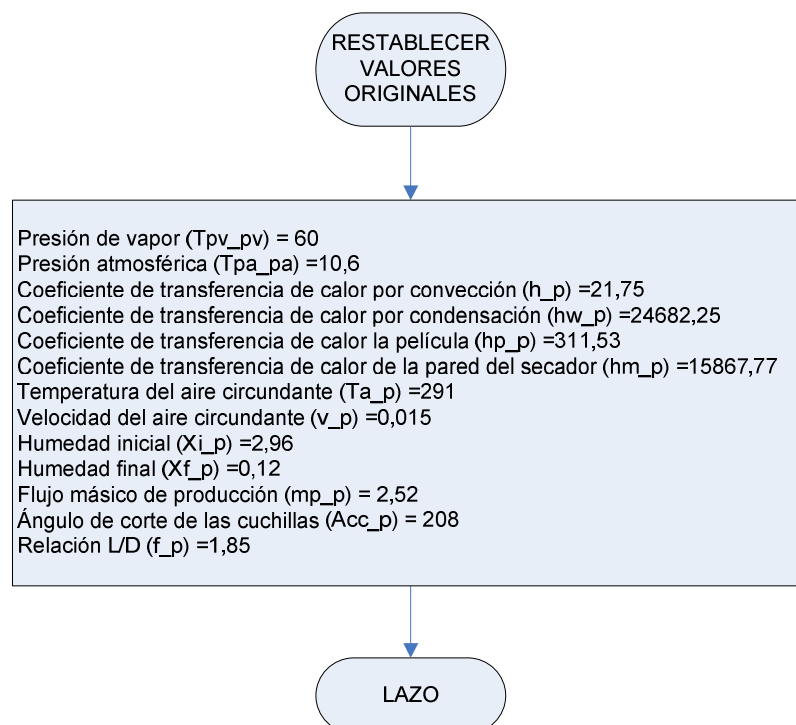 RESTABLECER
VALORES
ORIGINALES
Presión de vapor (Tpv_pv) = 60
Presión atmosférica (Tpa_pa) =10,6
Coeficiente de transferencia de calor por convección (h_p) =21,75
Coeficiente de transferencia de calor por condensación (hw_p) =24682,25
Coeficiente de transferencia de calor la película (hp_p) =311,53
Coeficiente de transferencia de calor de la pared del secador (hm_p) =15867,77
Temperatura del aire circundante (Ta_p) =291
Velocidad del aire circundante (v_p) =0,015
Humedad inicial (Xi_p) =2,96
Humedad final (Xf_p) =0,12
Flujo másico de producción (mp_p) = 2,52
Ángulo de corte de las cuchillas (Acc_p) = 208
Relación L/D (f_p) =1,85
LAZO